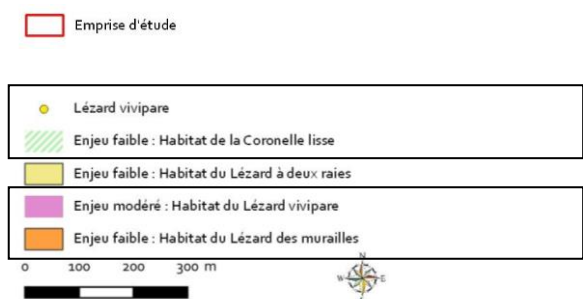 Emprise d'étude
Lézard vivipare
Enjeu faible : Habitat de la Coronelle lisse
Enjeu faible : Habitat du Lézard à deux raies
Enjeu modéré : Habitat du Lézard vivipare
Enjeu faible : Habitat du Lézard des murailles
0 100 200 300 m
N
W E